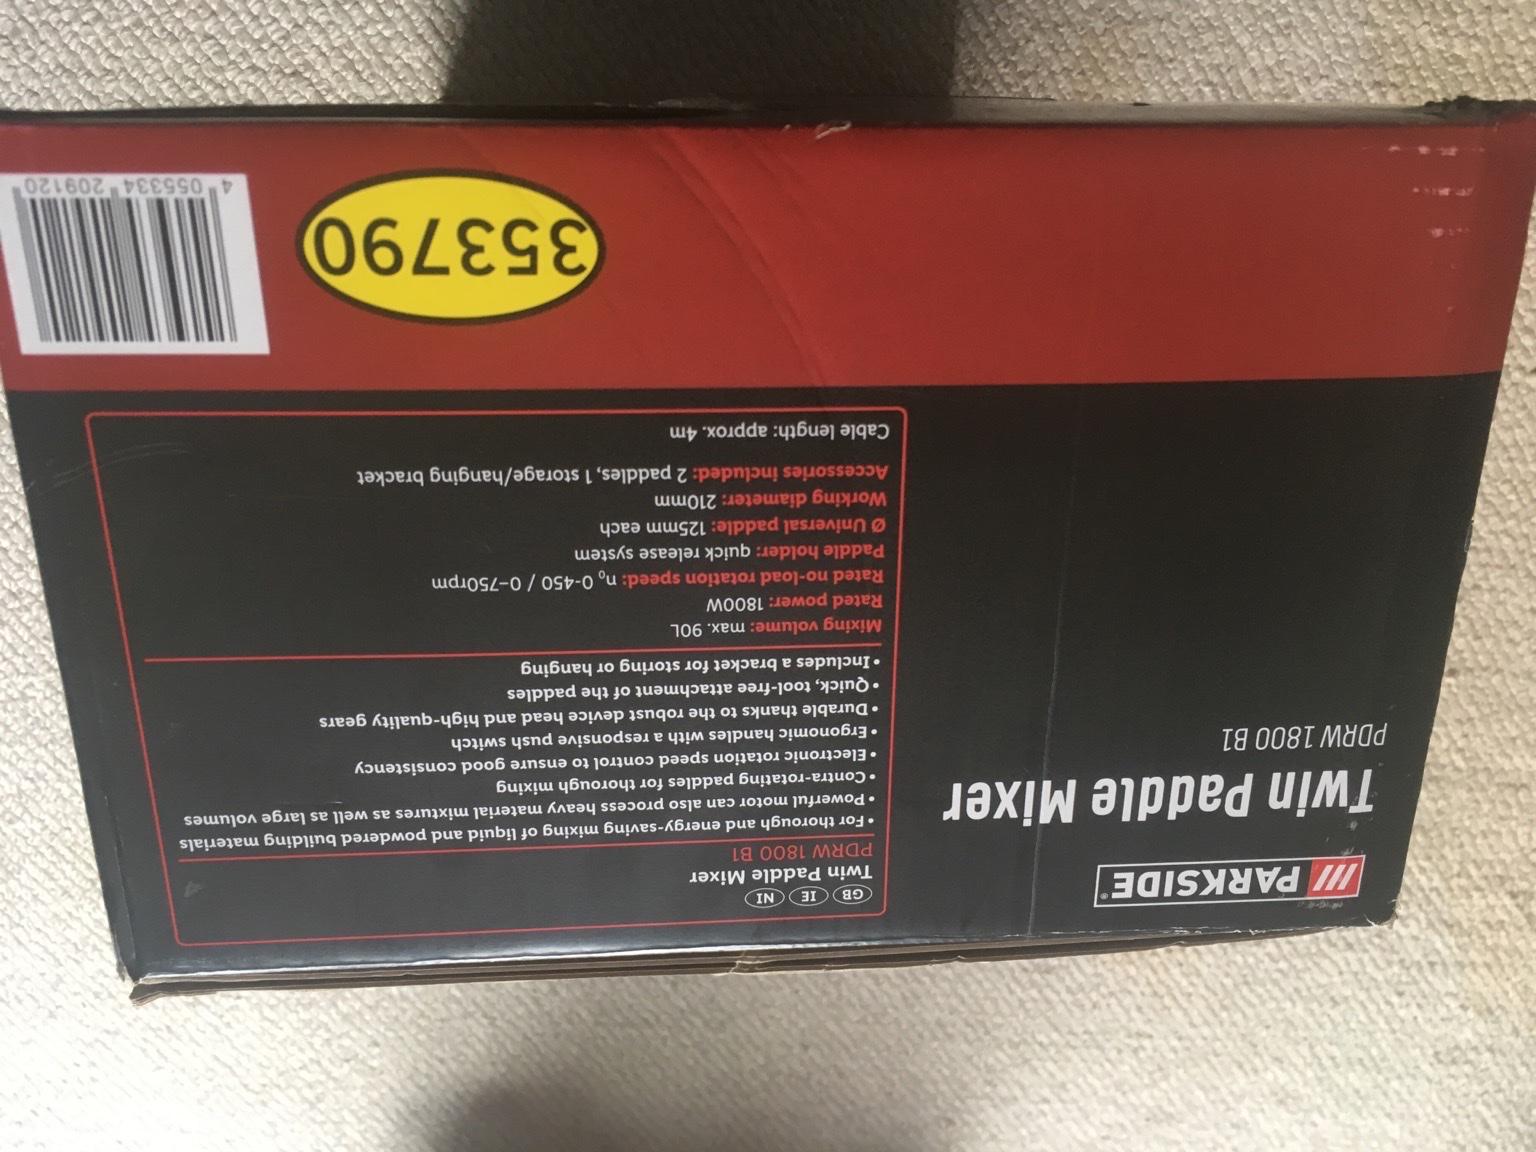 PARKSIDE®
Twin Paddle Mixer
PDRW 1800 B1
GB IE NI
Twin Paddle Mixer
PDRW 1800 B1
• For thorough and energy-saving mixing of liquid and powdered building materials
• Powerful motor can also process heavy material mixtures as well as large volumes
• Contra-rotating paddles for thorough mixing
• Electronic rotation speed control to ensure good consistency
• Ergonomic handles with a responsive push switch
• Durable thanks to the robust device head and high-quality gears
• Quick, tool-free attachment of the paddles
• Includes a bracket for storing or hanging
Mixing volume: max. 90L
Rated power: 1800W
Rated no-load rotation speed: n₀ 0-450 / 0-750rpm
Paddle holder: quick release system
Ø Universal paddle: 125mm each
Working diameter: 210mm
Accessories included: 2 paddles, 1 storage/hanging bracket
Cable length: approx. 4m
353790
4 055334 209120